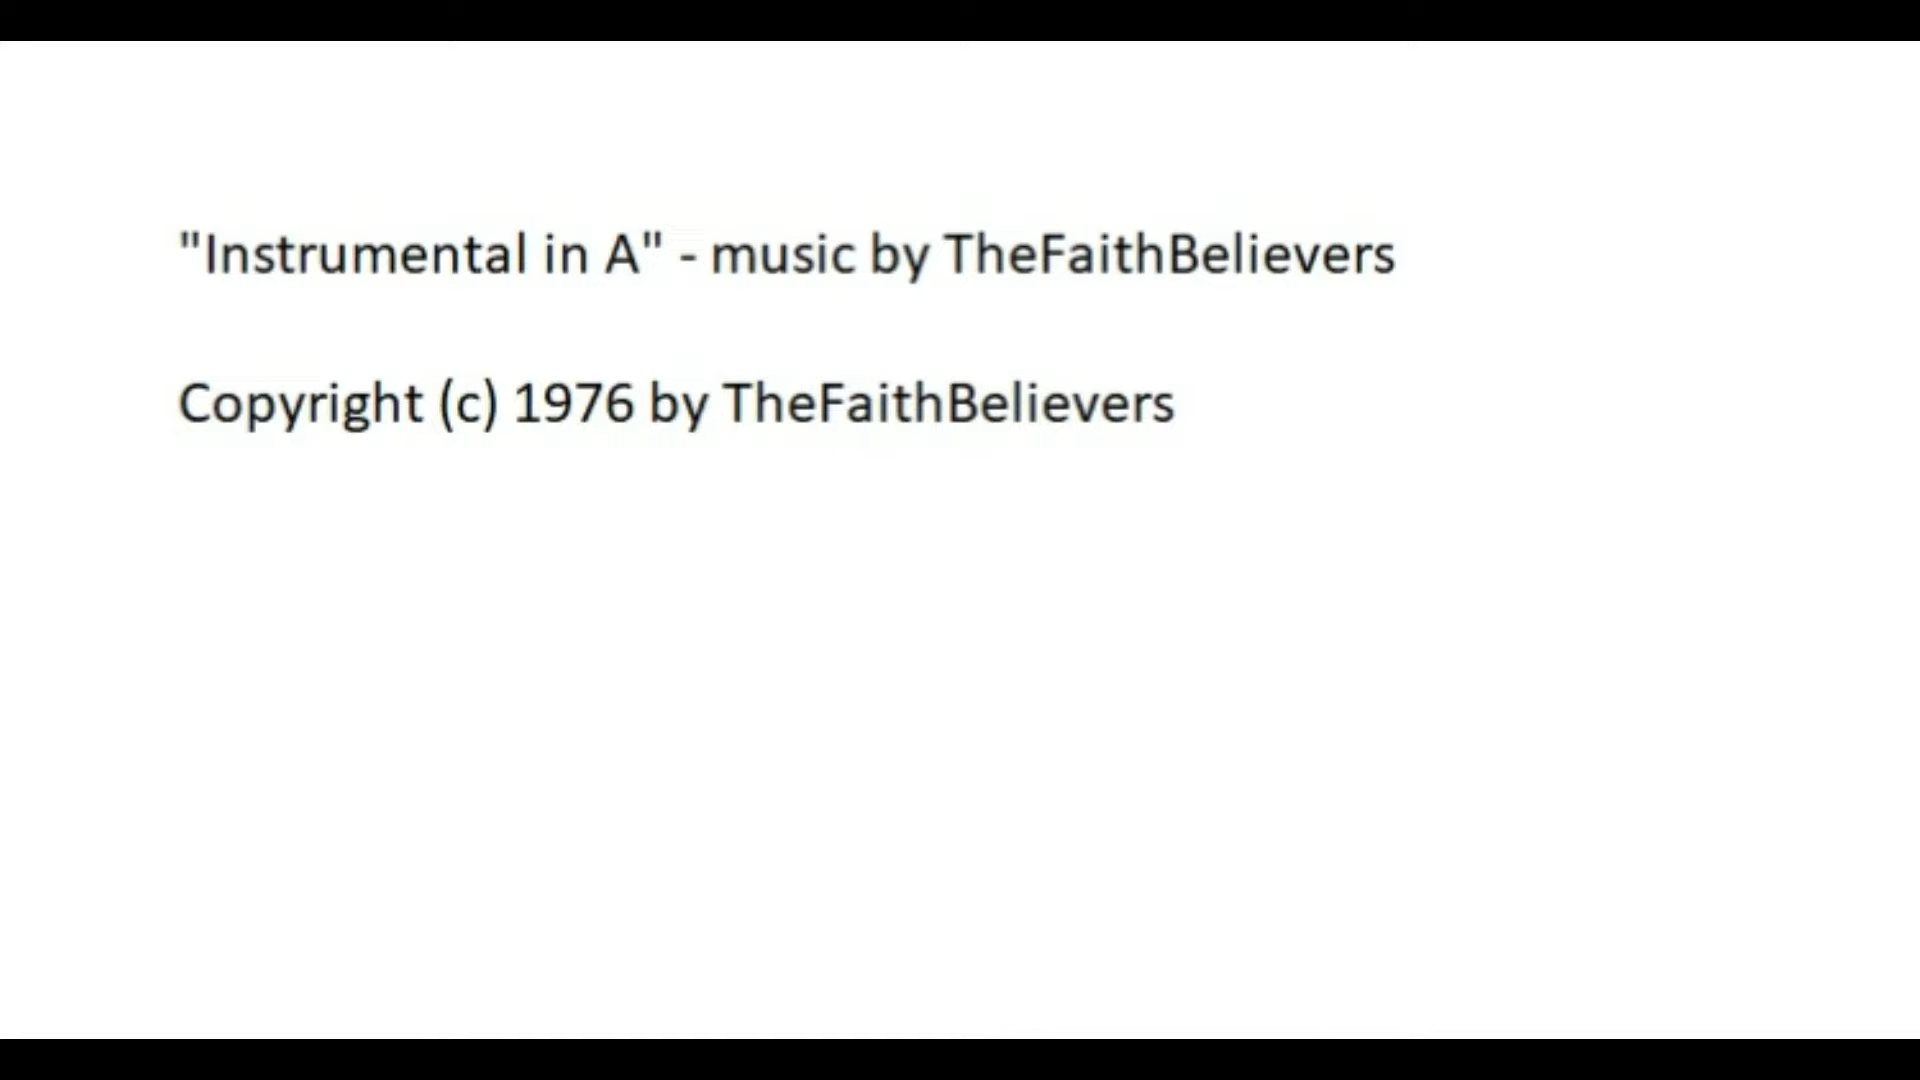 "Instrumental in A" - music by TheFaithBelievers
Copyright (c) 1976 by TheFaithBelievers